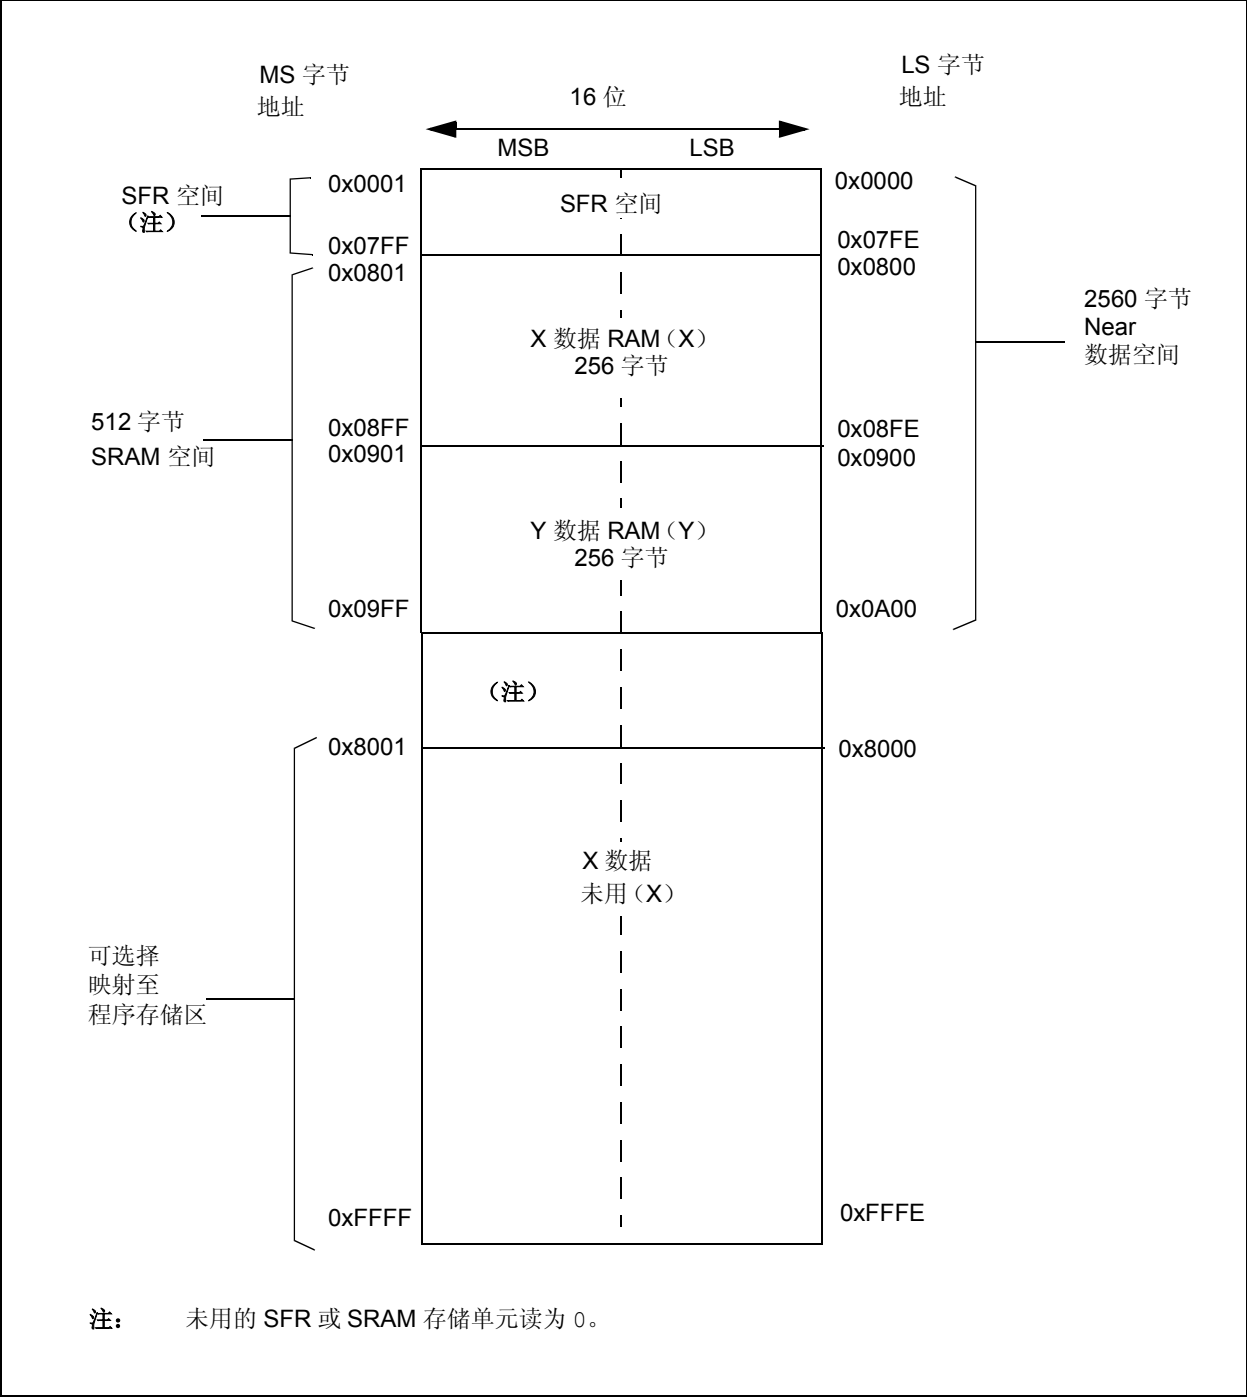 MS 字节
地址
16 位
LS 字节
地址
MSB
LSB
SFR 空间
（注）
0x0001
0x07FF
0x0801
SFR 空间
0x0000
0x07FE
0x0800
2560 字节
Near
数据空间
X 数据 RAM（X）
256 字节
512 字节
SRAM 空间
0x08FF
0x0901
0x08FE
0x0900
Y 数据 RAM（Y）
256 字节
0x09FF
0x0A00
（注）
0x8001
0x8000
X 数据
未用（X）
可选择
映射至
程序存储区
0xFFFF
0xFFFE
注： 未用的 SFR 或 SRAM 存储单元读为 0。